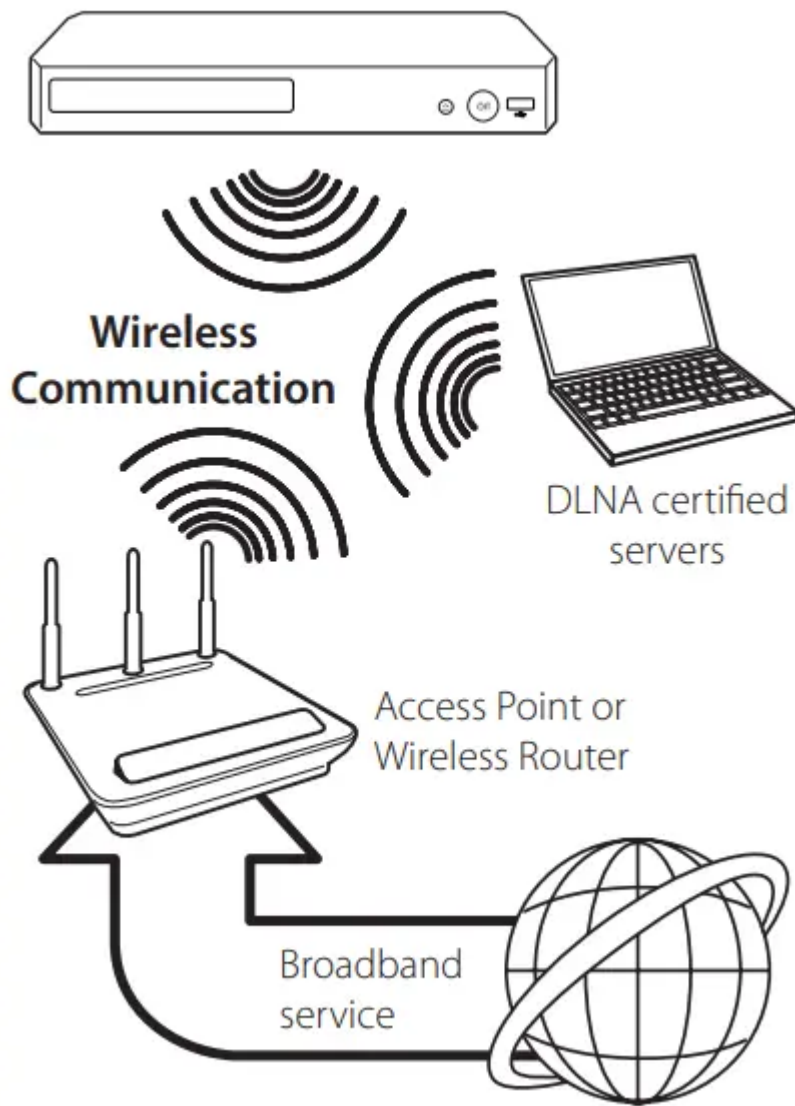 Wireless
Communication
DLNA certified
servers
Access Point or
Wireless Router
Broadband
service